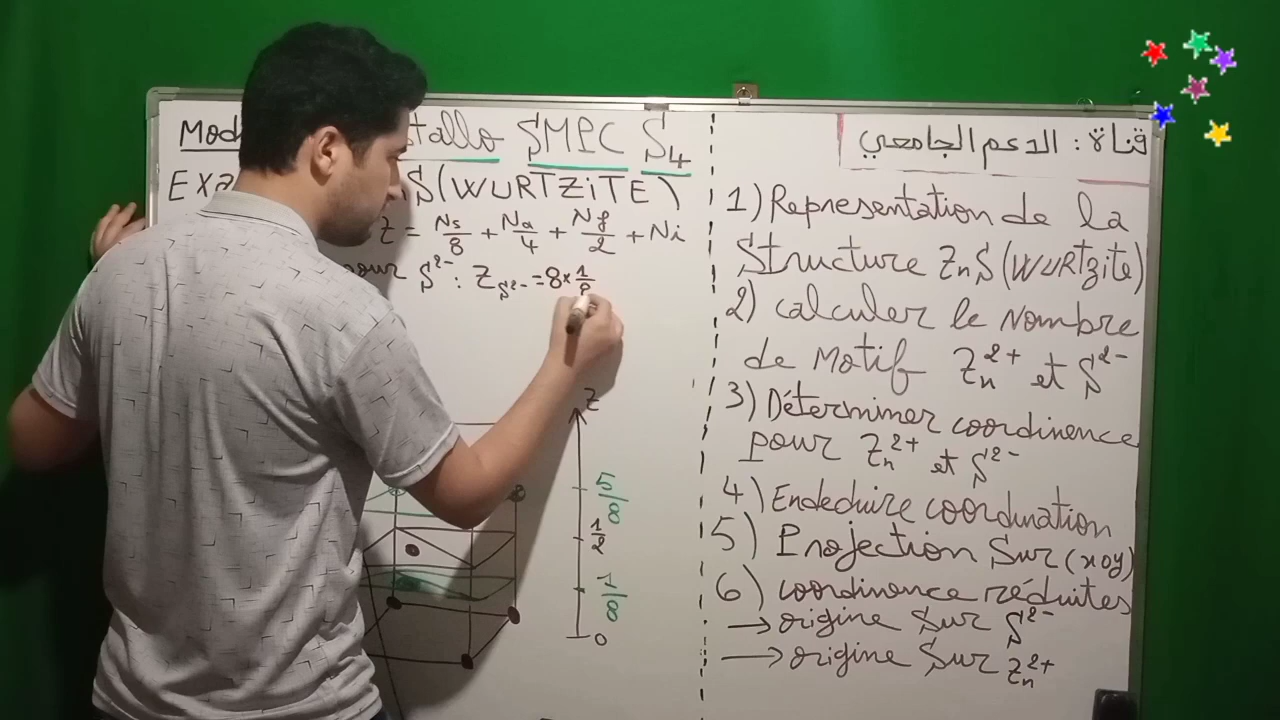 Mod tallo SMPC S4
Exa nS(WURTZiTE)
Z = Ns/8 + Na/4 + Nf/2 + Ni
pour S²⁻ : Z S²⁻ = 8 × 1/8
Z
5/8
1/2
1/8
0
قناة : الدعم الجامعي
1) Représentation de la
Structure ZnS (WURTzite)
2) calculer le Nombre
de Motif Zn²⁺ et S²⁻
3) Déterminer coordinence
pour Zn²⁺ et S²⁻
4) Endeduire coordination
5) Projection Sur (xoy)
6) coordinence réduites
→ origine Sur S²⁻
→ origine Sur Zn²⁺